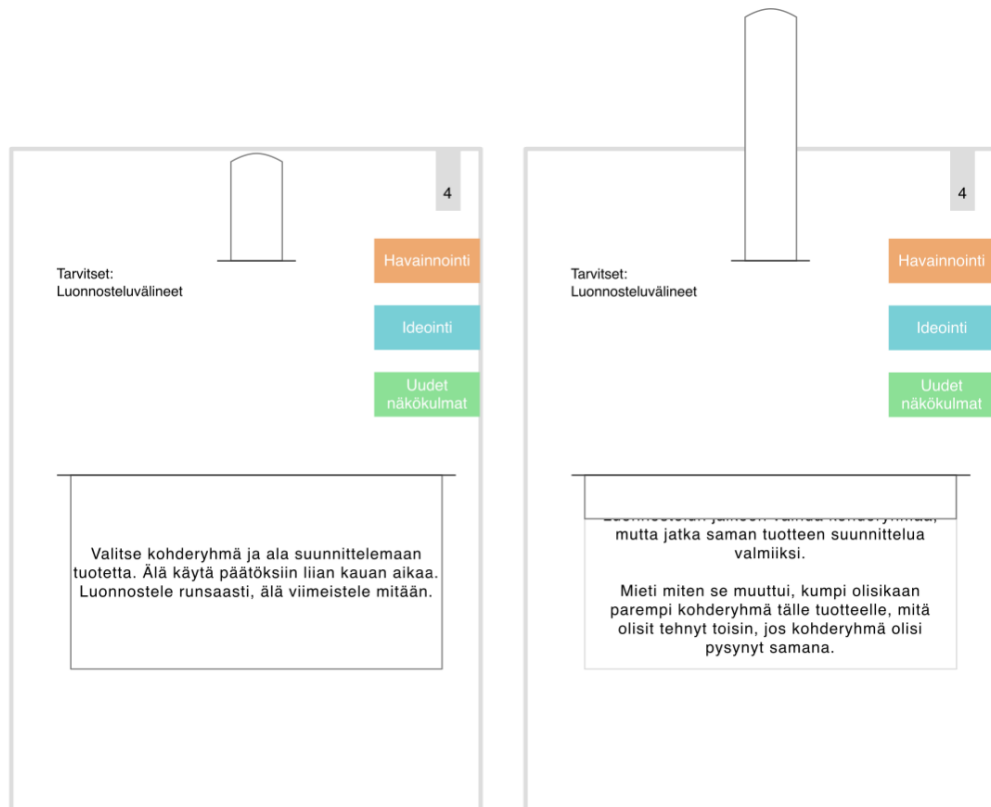 4
Havainnointi
Tarvitset:
Luonnosteluvälineet
Ideointi
Uudet
näkökulmat
Valitse kohderyhmä ja ala suunnittelemaan
tuotetta. Älä käytä päätöksiin liian kauan aikaa.
Luonnostele runsaasti, älä viimeistele mitään.
4
Havainnointi
Tarvitset:
Luonnosteluvälineet
Ideointi
Uudet
näkökulmat
mutta jatka saman tuotteen suunnittelua
valmiiksi.
Mieti miten se muuttui, kumpi olisikaan
parempi kohderyhmä tälle tuotteelle, mitä
olisit tehnyt toisin, jos kohderyhmä olisi
pysynyt samana.